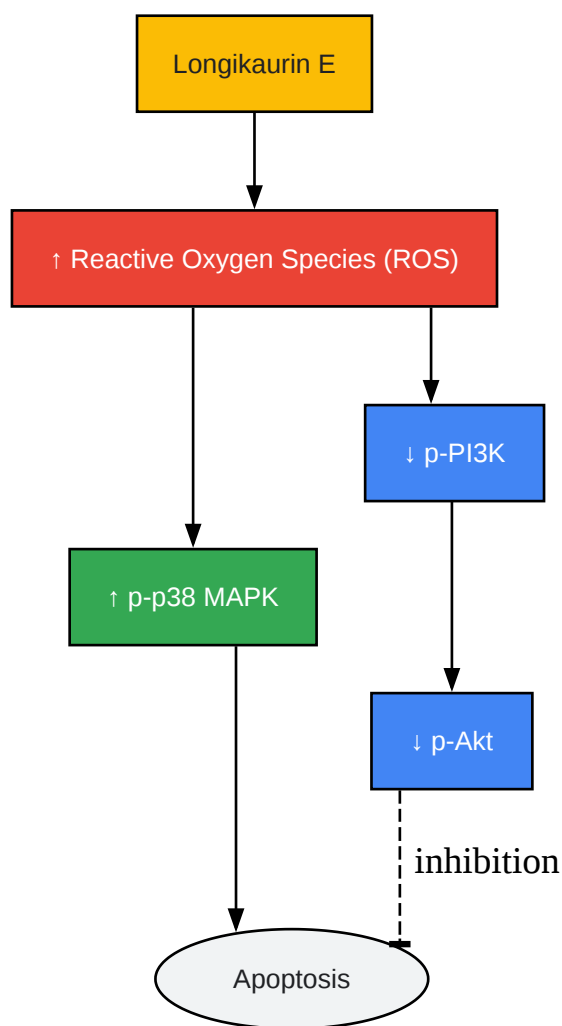 Longikaurin E
↑ Reactive Oxygen Species (ROS)
↓ p-PI3K
↑ p-p38 MAPK
↓ p-Akt
inhibition
Apoptosis